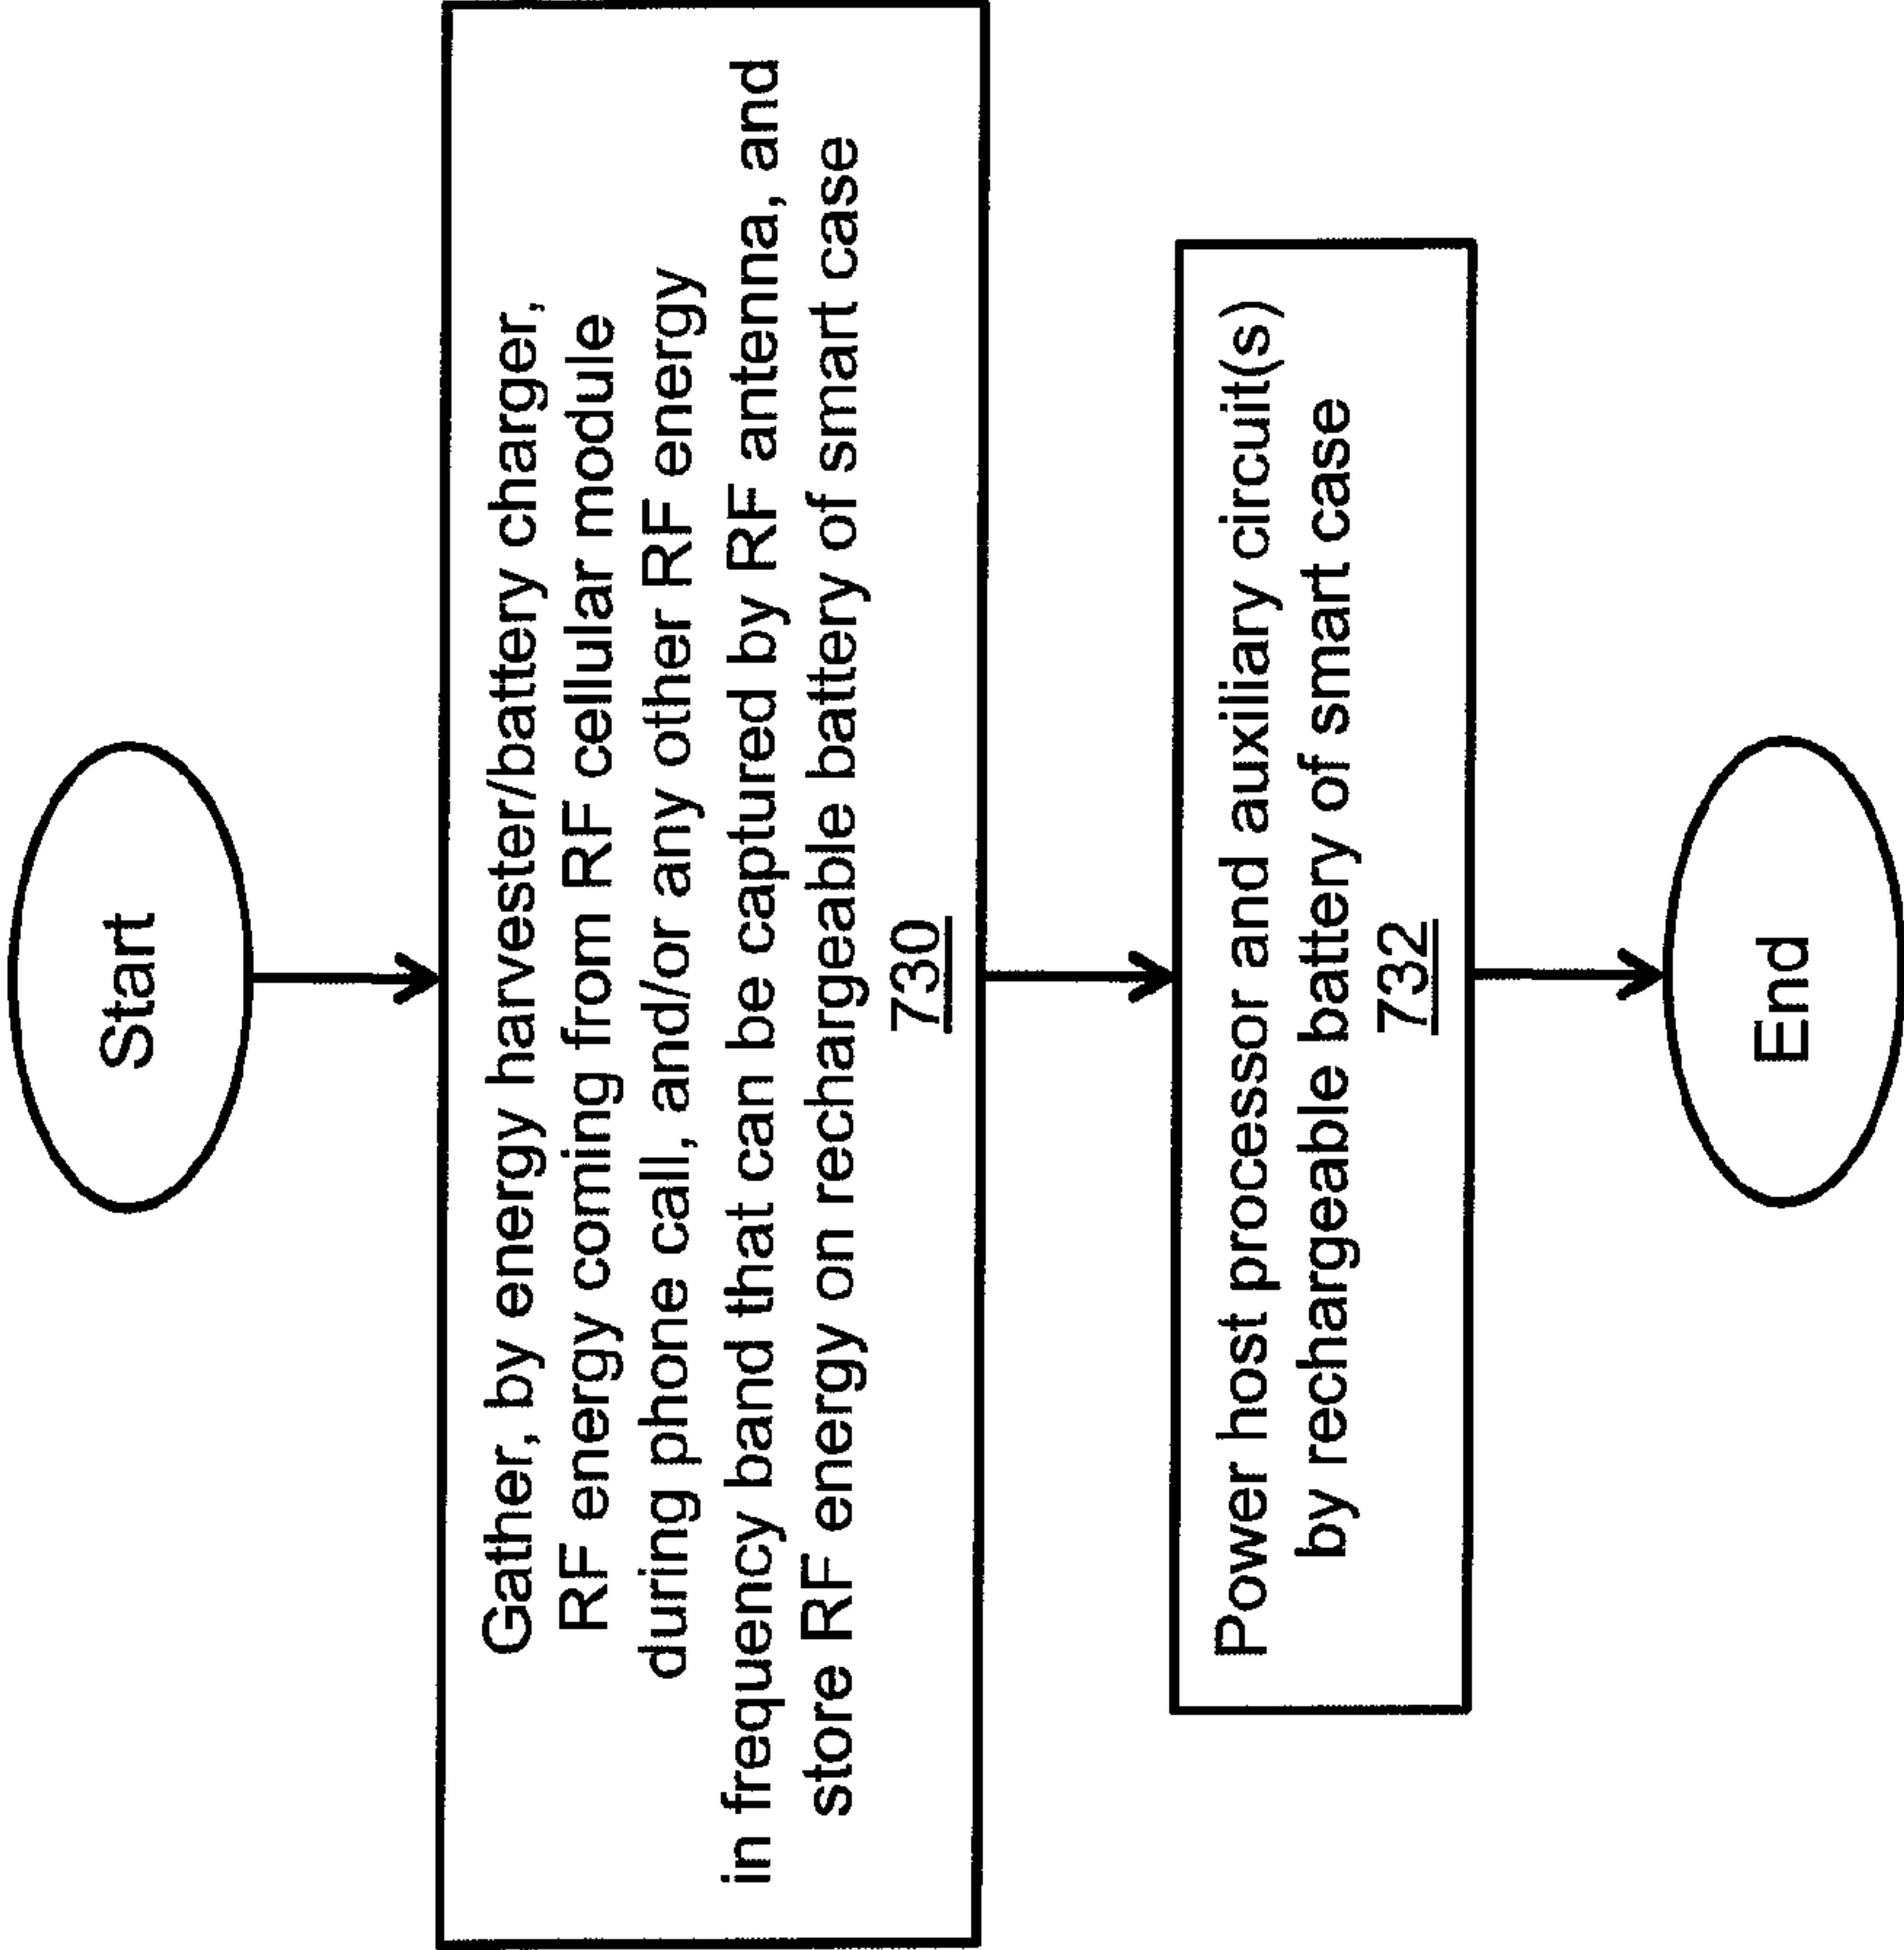 Start
Gather, by energy harvester/battery charger,
RF energy coming from RF cellular module
during phone call, and/or any other RF energy
in frequency band that can be captured by RF antenna, and
store RF energy on rechargeable battery of smart case
730
Power host processor and auxiliary circuit(s)
by rechargeable battery of smart case
732
End